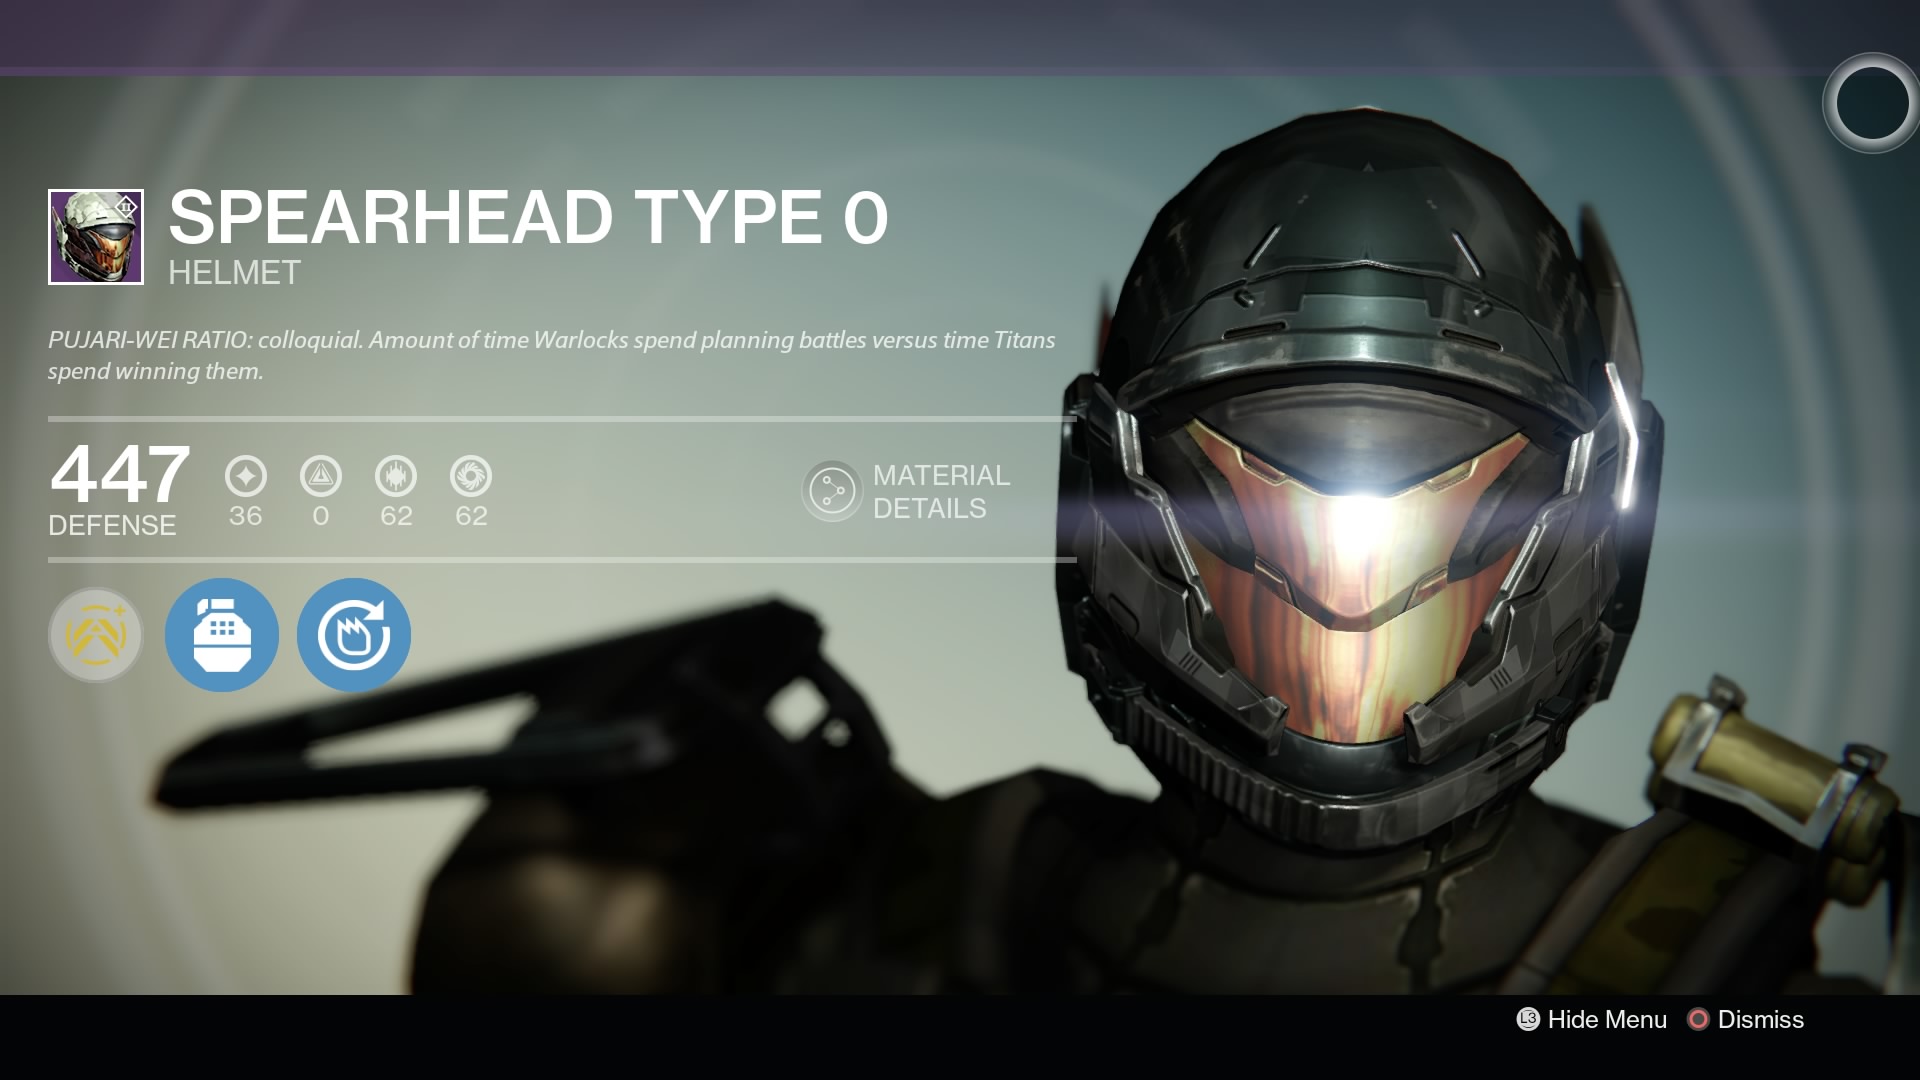 SPEARHEAD TYPE 0
HELMET
PUJARI-WEI RATIO: colloquial. Amount of time Warlocks spend planning battles versus time Titans
spend winning them.
447
DEFENSE
36 0 62 62
MATERIAL
DETAILS
L3 Hide Menu Dismiss